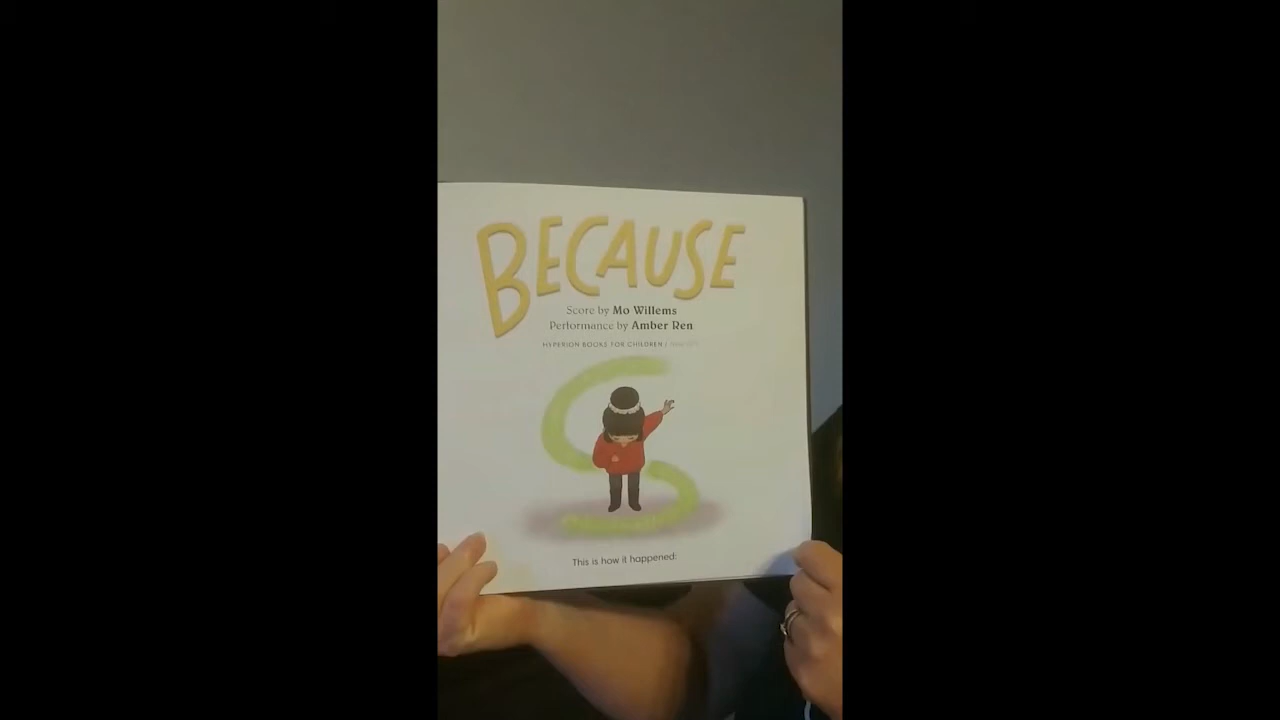 BECAUSE
Score by Mo Willems
Performance by Amber Ren
HYPERION BOOKS FOR CHILDREN /
This is how it happened: